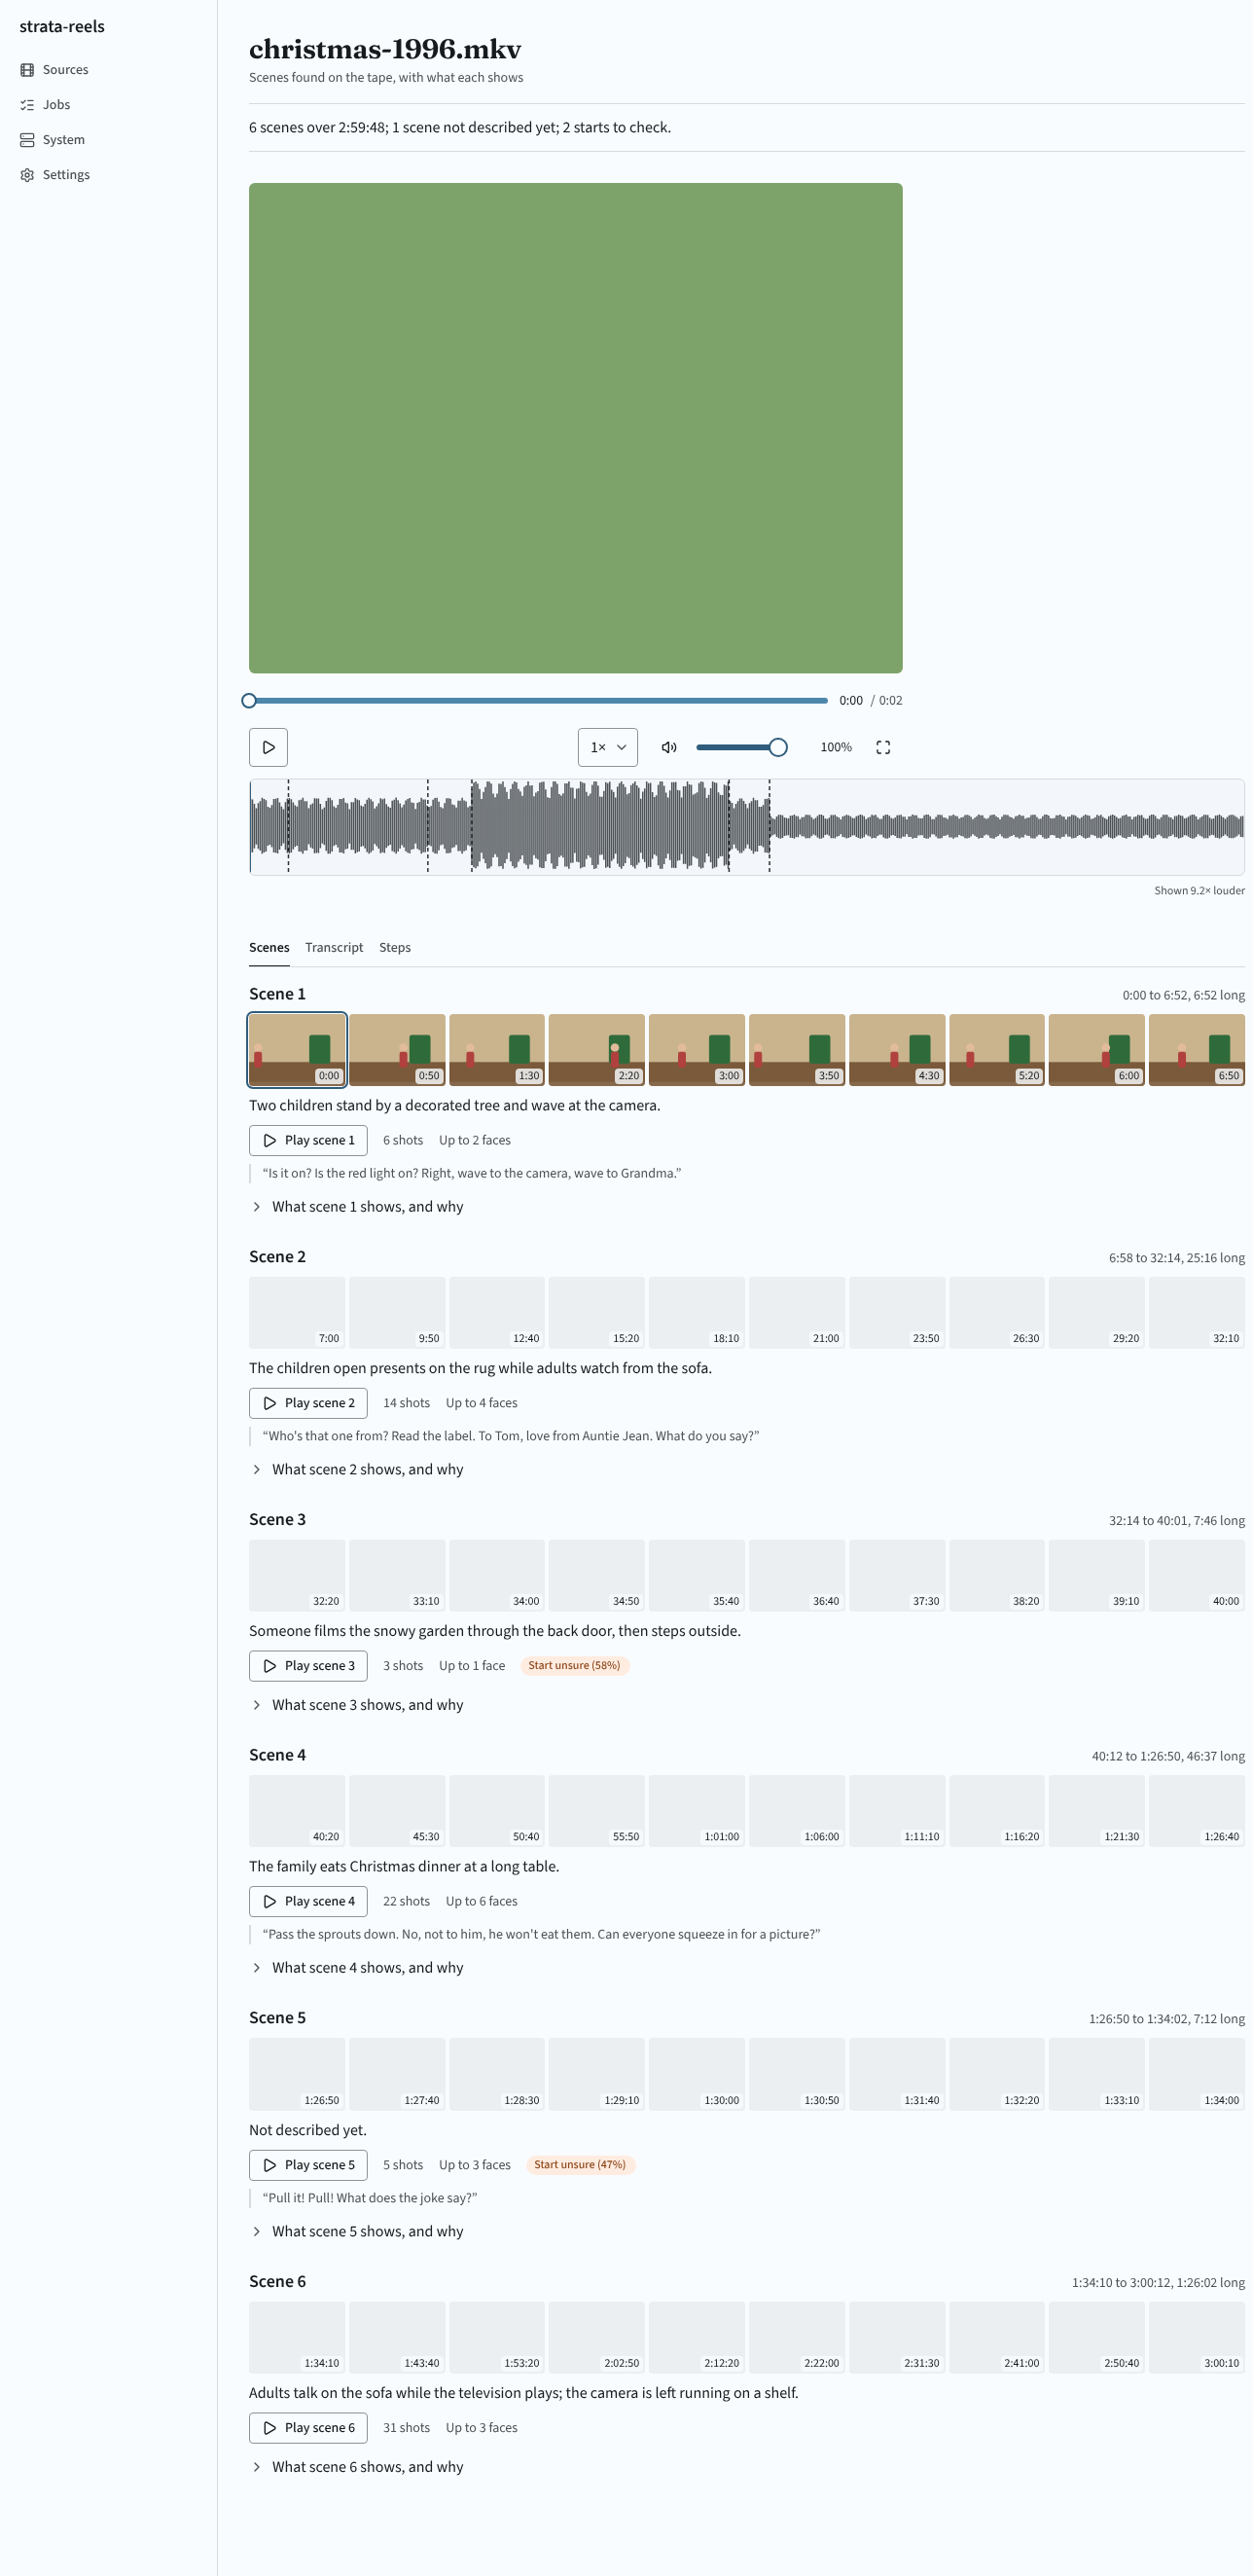 strata-reels
Sources
Jobs
System
Settings
christmas-1996.mkv
Scenes found on the tape, with what each shows
6 scenes over 2:59:48; 1 scene not described yet; 2 starts to check.
0:00 / 0:02
1× 100%
Shown 9.2× louder
Scenes Transcript Steps
Scene 1 0:00 to 6:52, 6:52 long
0:00 0:50 1:30 2:20 3:00 3:50 4:30 5:20 6:00 6:50
Two children stand by a decorated tree and wave at the camera.
Play scene 1 6 shots Up to 2 faces
“Is it on? Is the red light on? Right, wave to the camera, wave to Grandma.”
What scene 1 shows, and why
Scene 2 6:58 to 32:14, 25:16 long
7:00 9:50 12:40 15:20 18:10 21:00 23:50 26:30 29:20 32:10
The children open presents on the rug while adults watch from the sofa.
Play scene 2 14 shots Up to 4 faces
“Who's that one from? Read the label. To Tom, love from Auntie Jean. What do you say?”
What scene 2 shows, and why
Scene 3 32:14 to 40:01, 7:46 long
32:20 33:10 34:00 34:50 35:40 36:40 37:30 38:20 39:10 40:00
Someone films the snowy garden through the back door, then steps outside.
Play scene 3 3 shots Up to 1 face Start unsure (58%)
What scene 3 shows, and why
Scene 4 40:12 to 1:26:50, 46:37 long
40:20 45:30 50:40 55:50 1:01:00 1:06:00 1:11:10 1:16:20 1:21:30 1:26:40
The family eats Christmas dinner at a long table.
Play scene 4 22 shots Up to 6 faces
“Pass the sprouts down. No, not to him, he won't eat them. Can everyone squeeze in for a picture?”
What scene 4 shows, and why
Scene 5 1:26:50 to 1:34:02, 7:12 long
1:26:50 1:27:40 1:28:30 1:29:10 1:30:00 1:30:50 1:31:40 1:32:20 1:33:10 1:34:00
Not described yet.
Play scene 5 5 shots Up to 3 faces Start unsure (47%)
“Pull it! Pull! What does the joke say?”
What scene 5 shows, and why
Scene 6 1:34:10 to 3:00:12, 1:26:02 long
1:34:10 1:43:40 1:53:20 2:02:50 2:12:20 2:22:00 2:31:30 2:41:00 2:50:40 3:00:10
Adults talk on the sofa while the television plays; the camera is left running on a shelf.
Play scene 6 31 shots Up to 3 faces
What scene 6 shows, and why